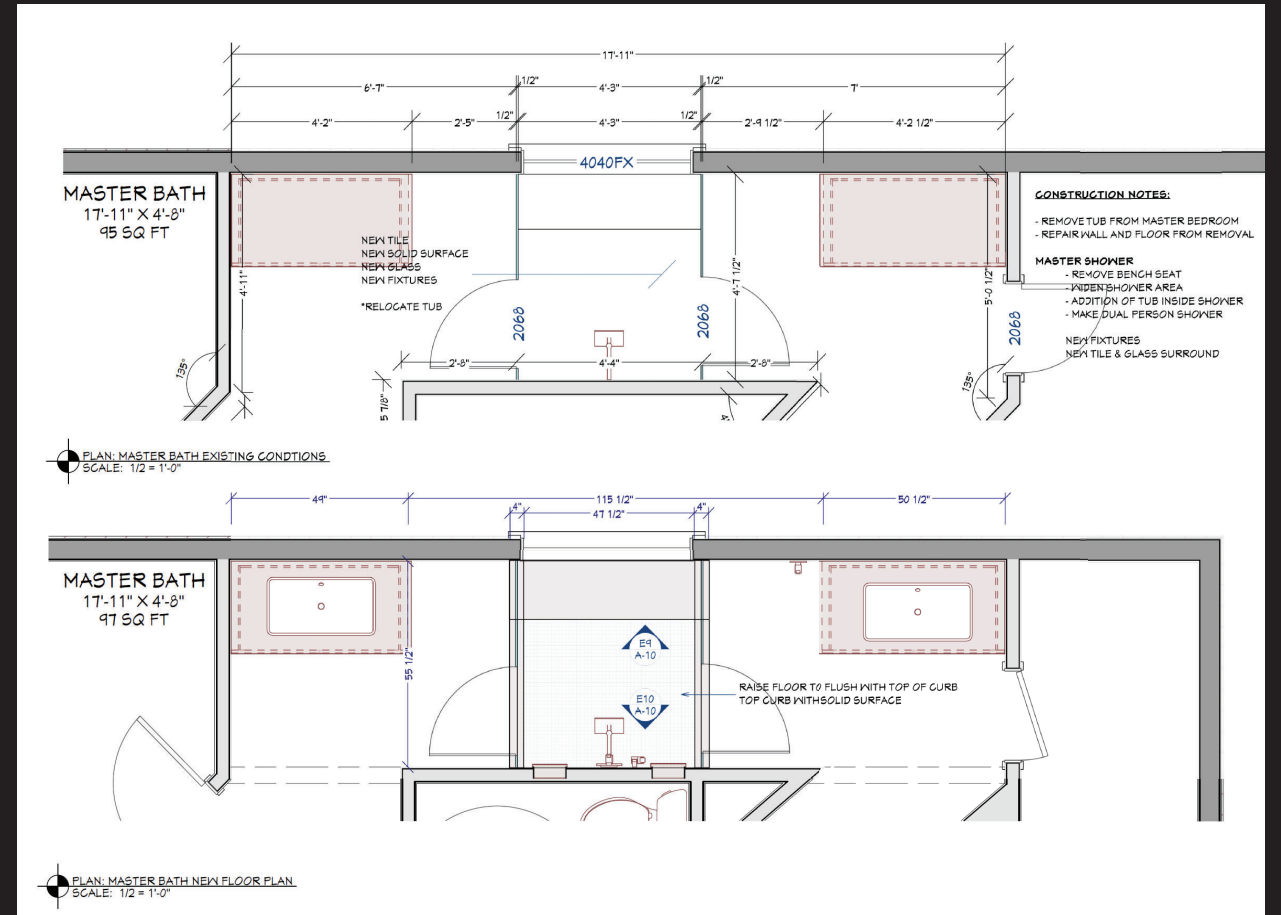 17'-11"
6'-7"
1/2"
4'-3"
1/2"
7'
4'-2"
2'-5"
1/2"
4'-3"
1/2"
2'-9 1/2"
4'-2 1/2"
4040FX
MASTER BATH
17'-11" X 4'-8"
95 SQ FT
NEW TILE
NEW SOLID SURFACE
NEW GLASS
NEW FIXTURES
*RELOCATE TUB
4'-11"
4'-7 1/2"
5'-0 1/2"
2068
2068
2068
CONSTRUCTION NOTES:
- REMOVE TUB FROM MASTER BEDROOM
- REPAIR WALL AND FLOOR FROM REMOVAL
MASTER SHOWER
- REMOVE BENCH SEAT
- WIDEN SHOWER AREA
- ADDITION OF TUB INSIDE SHOWER
- MAKE DUAL PERSON SHOWER
NEW FIXTURES
NEW TILE & GLASS SURROUND
135°
2'-8"
4'-4"
2'-8"
135°
5 7/8"
PLAN: MASTER BATH EXISTING CONDTIONS
SCALE: 1/2 = 1'-0"
49"
115 1/2"
50 1/2"
4"
47 1/2"
4"
MASTER BATH
17'-11" X 4'-8"
97 SQ FT
55 1/2"
E9
A-10
E10
A-10
RAISE FLOOR TO FLUSH WITH TOP OF CURB
TOP CURB WITHSOLID SURFACE
PLAN: MASTER BATH NEW FLOOR PLAN
SCALE: 1/2 = 1'-0"